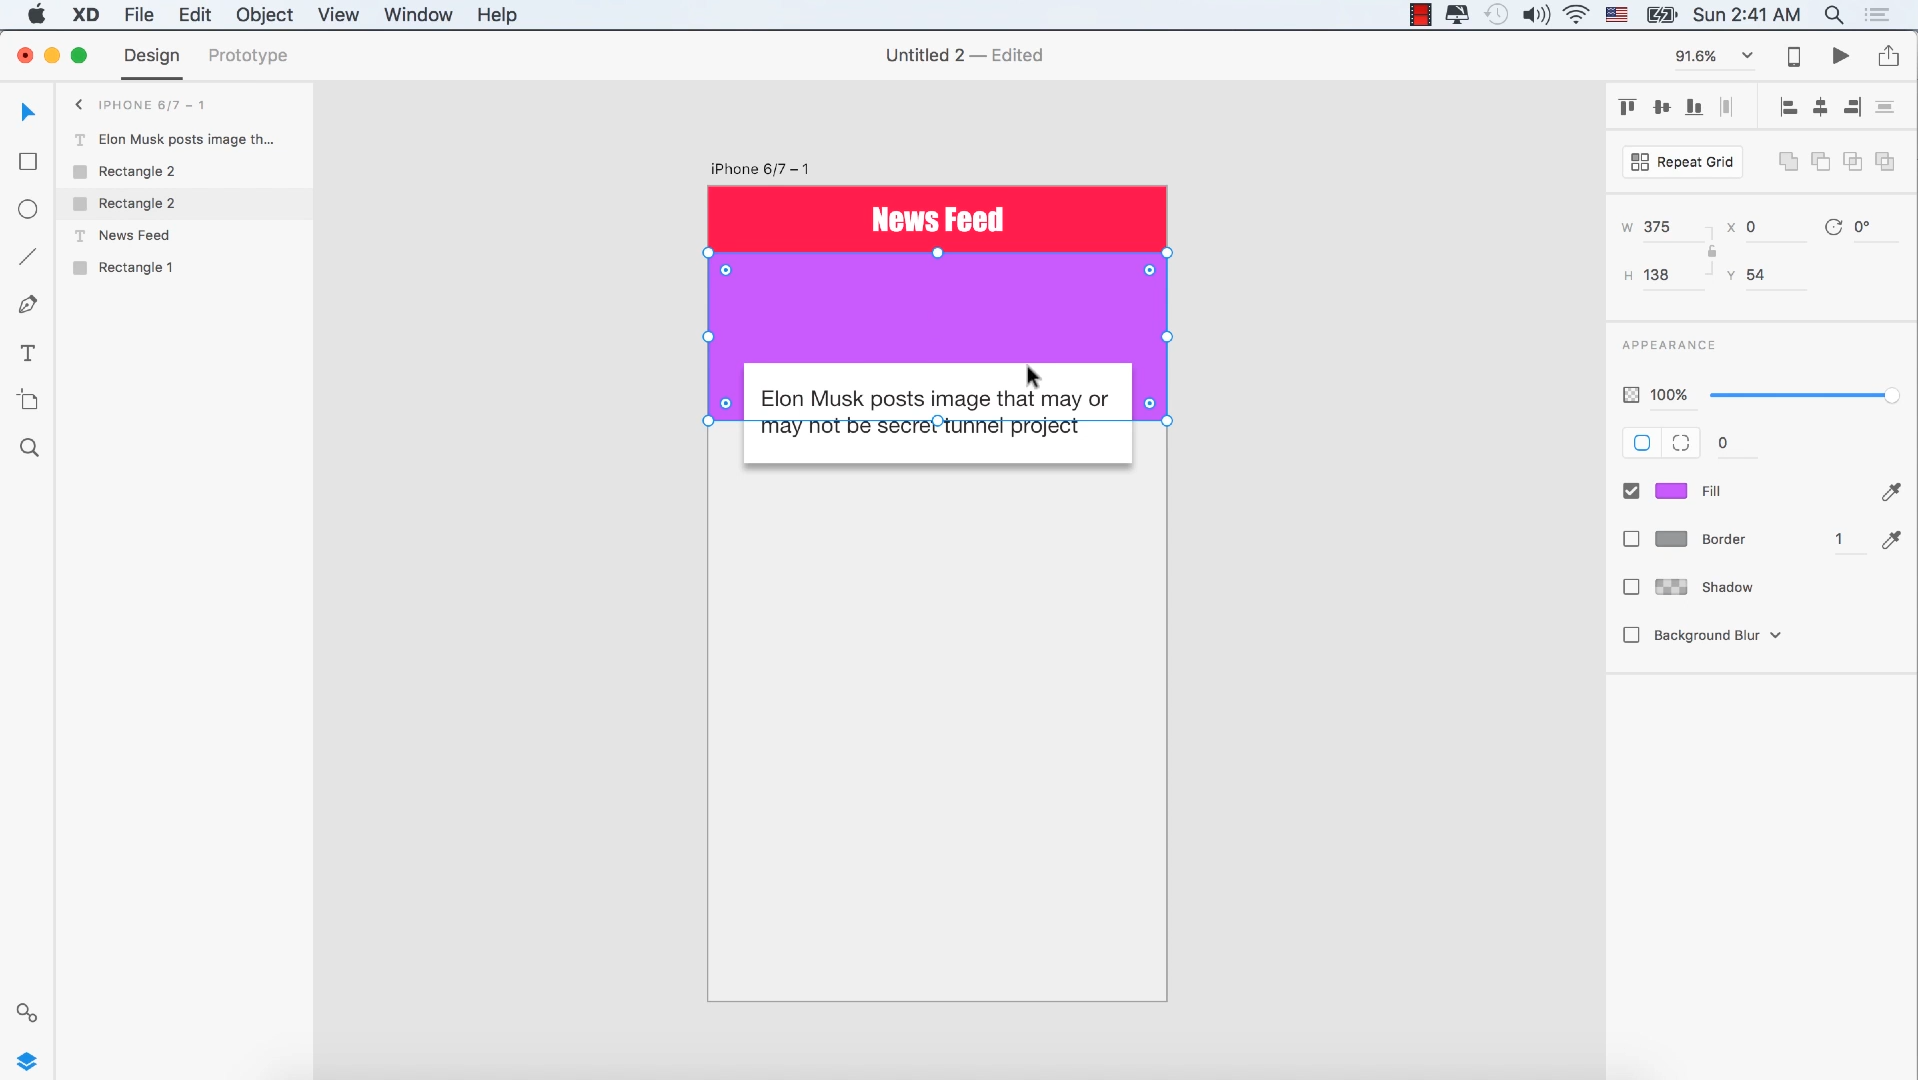 XD File Edit Object View Window Help Sun 2:41 AM
Design Prototype Untitled 2 — Edited 91.6%
IPHONE 6/7 – 1
Elon Musk posts image th...
Rectangle 2
Rectangle 2
News Feed
Rectangle 1
iPhone 6/7 – 1
News Feed
Elon Musk posts image that may or
may not be secret tunnel project
Repeat Grid
W 375 X 0 0°
H 138 Y 54
APPEARANCE
100%
0
Fill
Border 1
Shadow
Background Blur